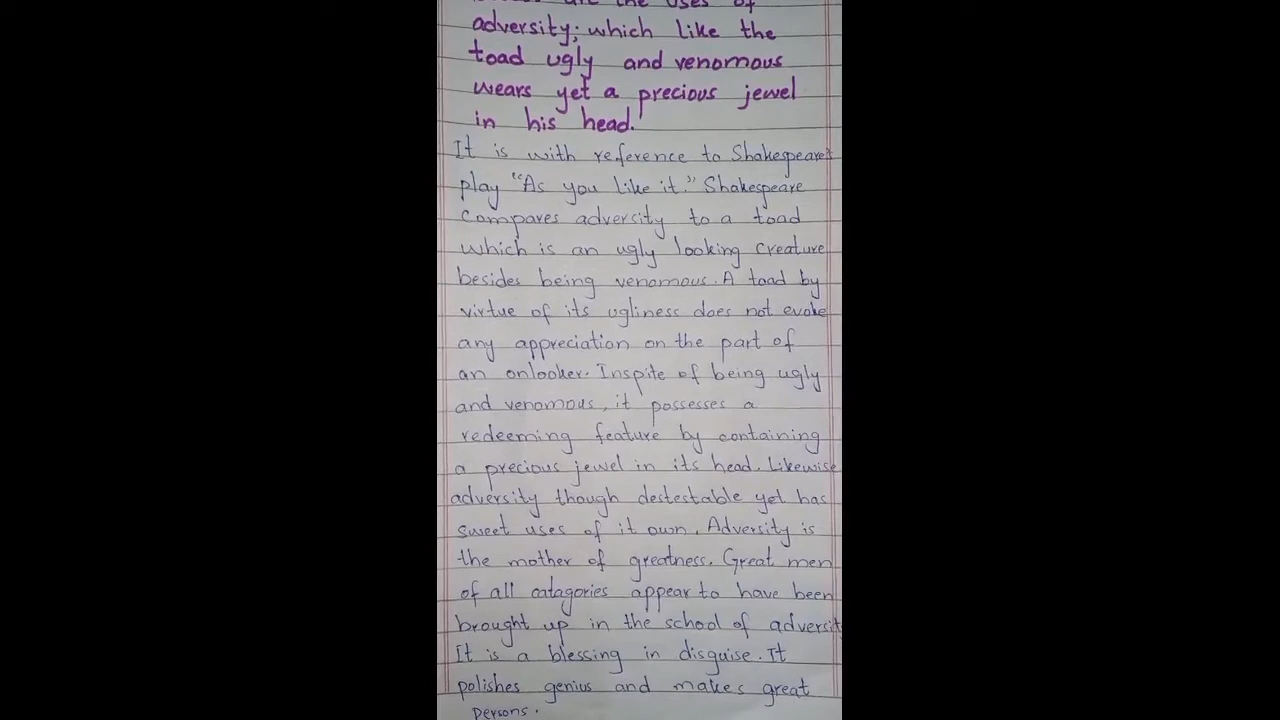 are the uses of
adversity; which like the
toad ugly and venomous
wears yet a precious jewel
in his head.'
It is with reference to Shakespeare's
play "As you like it." Shakespeare
compares adversity to a toad
which is an ugly looking creature
besides being venomous. A toad by
virtue of its ugliness does not evoke
any appreciation on the part of
an onlooker. Inspite of being ugly
and venomous, it possesses a
redeeming feature by containing
a precious jewel in its head. Likewise
adversity though destestable yet has
sweet uses of it own. Adversity is
the mother of greatness. Great men
of all catagories appear to have been
brought up in the school of adversit
It is a blessing in disguise. It
polishes genius and makes great
persons.